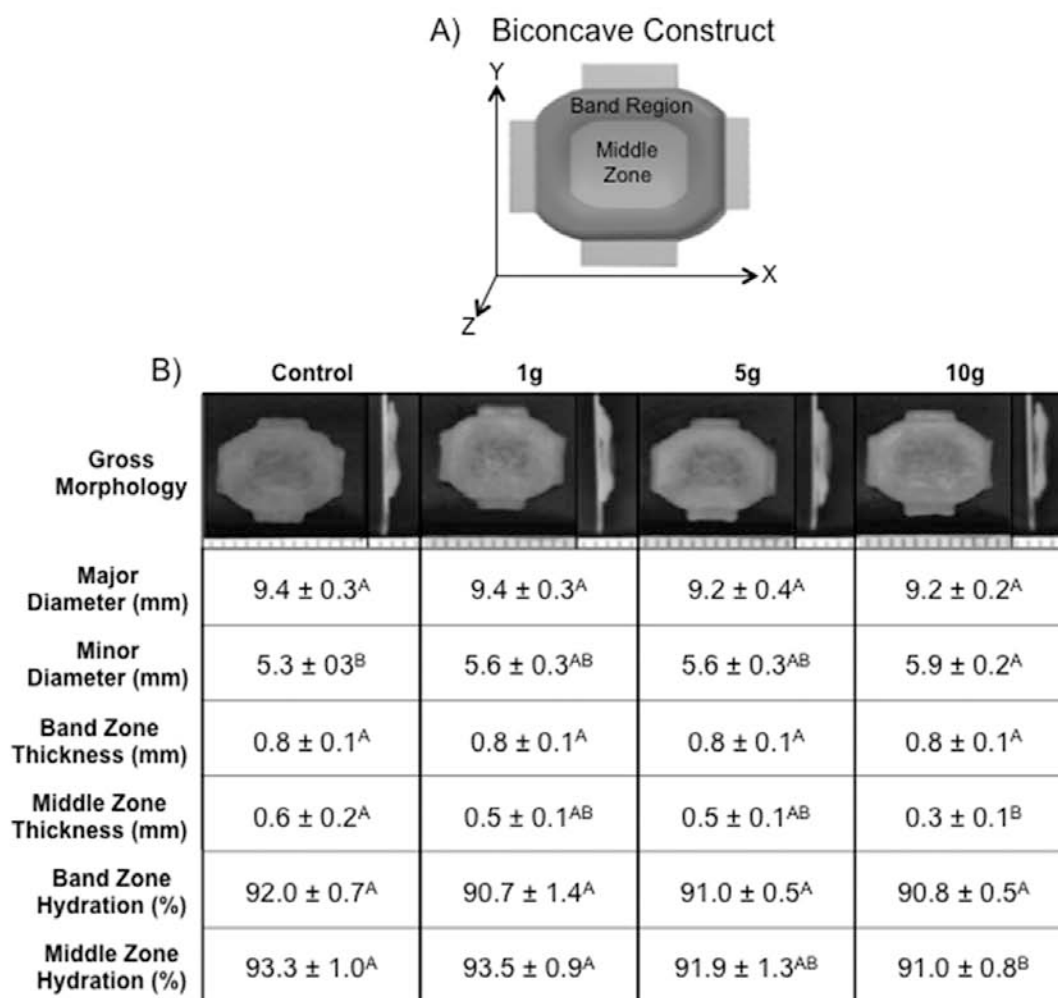 A) Biconcave Construct
Y
Band Region
Middle
Zone
X
Z
B)
Control 1g 5g 10g
Gross
Morphology
Major
Diameter (mm)
9.4 ± 0.3ᴬ 9.4 ± 0.3ᴬ 9.2 ± 0.4ᴬ 9.2 ± 0.2ᴬ
Minor
Diameter (mm)
5.3 ± 03ᴮ 5.6 ± 0.3ᴬᴮ 5.6 ± 0.3ᴬᴮ 5.9 ± 0.2ᴬ
Band Zone
Thickness (mm)
0.8 ± 0.1ᴬ 0.8 ± 0.1ᴬ 0.8 ± 0.1ᴬ 0.8 ± 0.1ᴬ
Middle Zone
Thickness (mm)
0.6 ± 0.2ᴬ 0.5 ± 0.1ᴬᴮ 0.5 ± 0.1ᴬᴮ 0.3 ± 0.1ᴮ
Band Zone
Hydration (%)
92.0 ± 0.7ᴬ 90.7 ± 1.4ᴬ 91.0 ± 0.5ᴬ 90.8 ± 0.5ᴬ
Middle Zone
Hydration (%)
93.3 ± 1.0ᴬ 93.5 ± 0.9ᴬ 91.9 ± 1.3ᴬᴮ 91.0 ± 0.8ᴮ